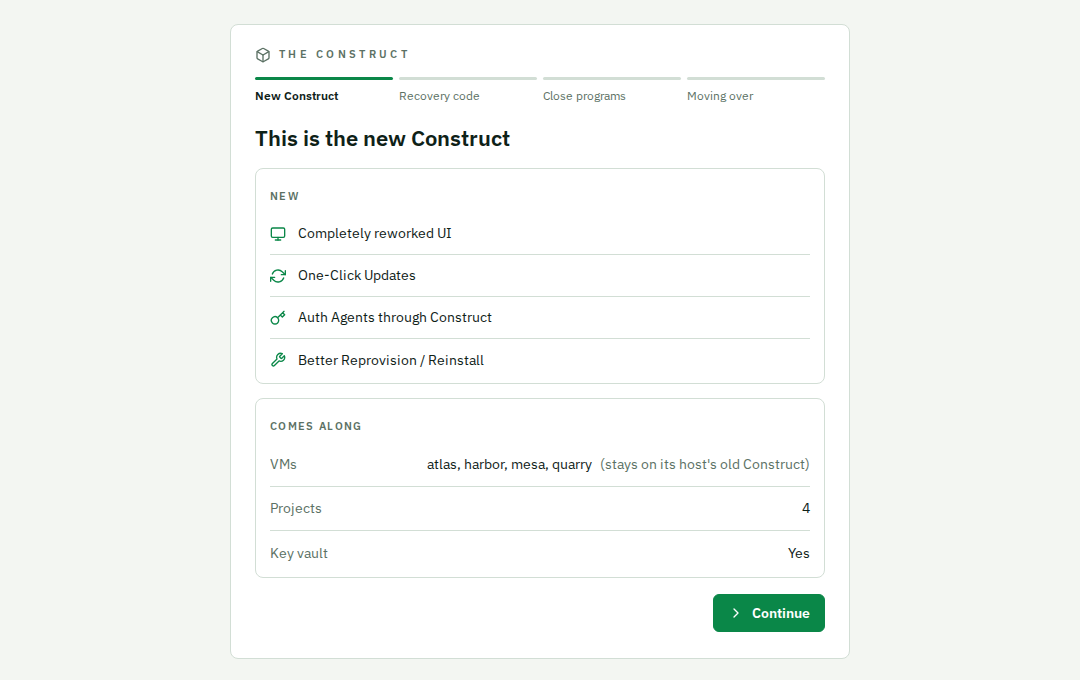 THE CONSTRUCT
New Construct
Recovery code
Close programs
Moving over
This is the new Construct
NEW
Completely reworked UI
One-Click Updates
Auth Agents through Construct
Better Reprovision / Reinstall
COMES ALONG
VMs atlas, harbor, mesa, quarry (stays on its host's old Construct)
Projects 4
Key vault Yes
Continue